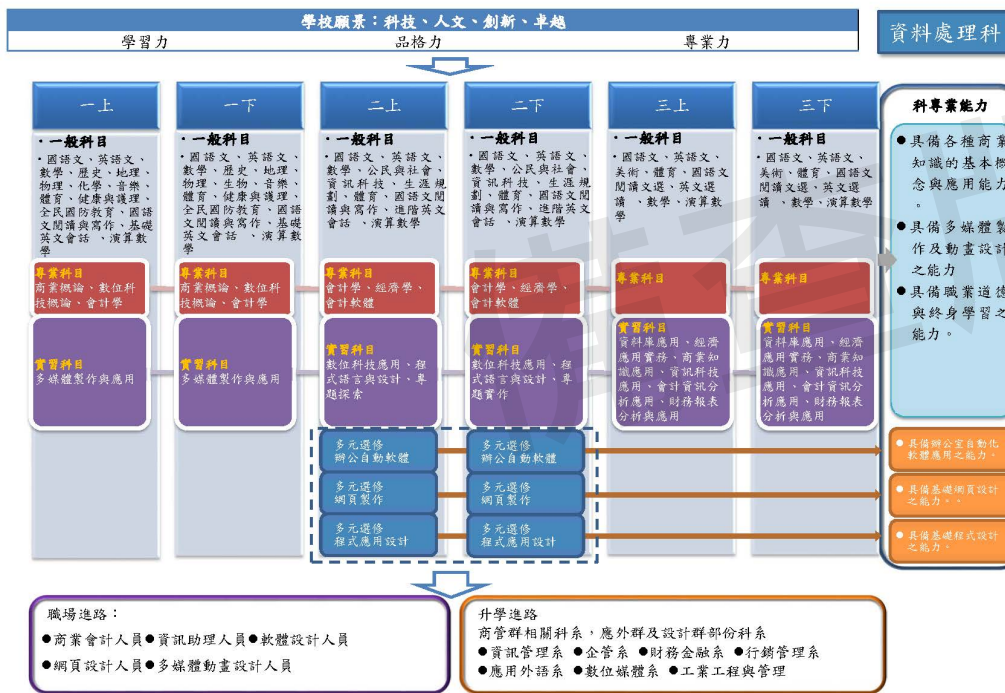 學校願景：科技、人文、創新、卓越
學習力 品格力 專業力
資料處理科
一上
・一般科目
・國語文、英語文、
數學、歷史、地理、
物理、化學、音樂、
體育、健康與護理、
全民國防教育、國語
文閱讀與寫作、基礎
英文會話 、演算數
學
專業科目
商業概論、數位科
技概論、會計學
實習科目
多媒體製作與應用
一下
・一般科目
・國語文、英語文、
數學、歷史、地理、
物理、生物、音樂、
體育、健康與護理、
全民國防教育、國語
文閱讀與寫作、基礎
英文會話 、演算數
學
專業科目
商業概論、數位科
技概論、會計學
實習科目
多媒體製作與應用
二上
・一般科目
・國語文、英語文、
數學、公民與社會、
資訊科技、生涯規
劃、體育、國語文閱
讀與寫作、進階英文
會話 、演算數學
專業科目
會計學、經濟學、
會計軟體
實習科目
數位科技應用、程
式語言與設計、專
題探索
多元選修
辦公自動軟體
多元選修
網頁製作
多元選修
程式應用設計
二下
・一般科目
・國語文、英語文、
數學、公民與社會、
資訊科技、生涯規
劃、體育、國語文閱
讀與寫作、進階英文
會話 、演算數學
專業科目
會計學、經濟學、
會計軟體
實習科目
數位科技應用、程
式語言與設計、專
題實作
多元選修
辦公自動軟體
多元選修
網頁製作
多元選修
程式應用設計
三上
・一般科目
・國語文、英語文、
美術、體育、國語文
閱讀文選、英文選
讀 、數學、演算數
學
專業科目
實習科目
資料庫應用、經濟
應用實務、商業知
識應用、資訊科技
應用、會計資訊分
析應用、財務報表
分析與應用
三下
・一般科目
・國語文、英語文、
美術、體育、國語文
閱讀文選、英文選
讀 、數學、演算數學
專業科目
實習科目
資料庫應用、經濟
應用實務、商業知
識應用、資訊科技
應用、會計資訊分
析應用、財務報表
分析與應用
科專業能力
●具備各種商業
知識的基本概
念與應用能力
。
●具備多媒體製
作及動畫設計
之能力
●具備職業道德
與終身學習之
能力。
●具備辦公室自動化
軟體應用之能力。
●具備基礎網頁設計
之能力。。
●具備基礎程式設計
之能力。
職場進路：
●商業會計人員●資訊助理人員●軟體設計人員
●網頁設計人員●多媒體動畫設計人員
升學進路
商管群相關科系，應外群及設計群部份科系
●資訊管理系 ●企管系 ●財務金融系 ●行銷管理系
●應用外語系 ●數位媒體系 ●工業工程與管理